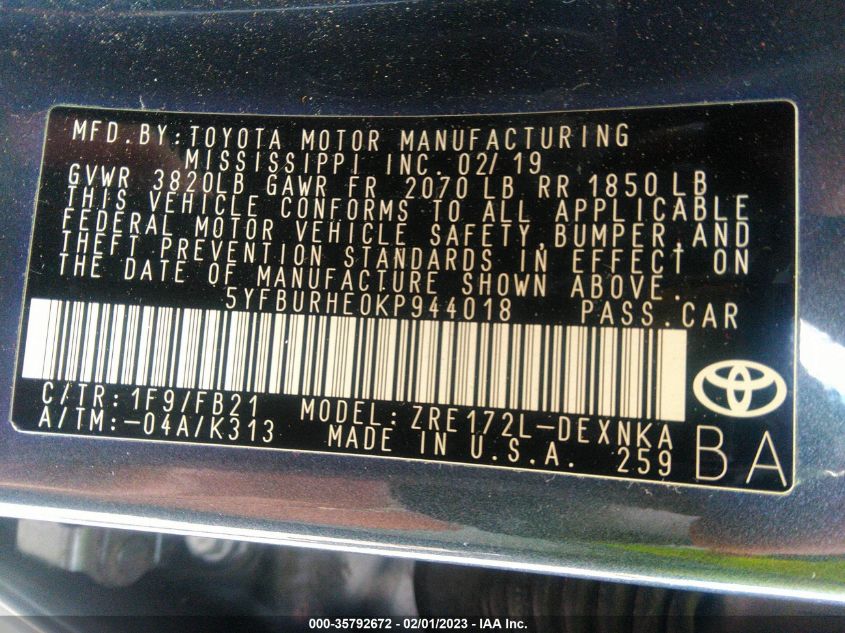 MFD.BY:TOYOTA MOTOR MANUFACTURING
MISSISSIPPI INC. 02/19
GVWR 3820LB GAWR FR 2070 LB RR 1850 LB
THIS VEHICLE CONFORMS TO ALL APPLICABLE
FEDERAL MOTOR VEHICLE SAFETY,BUMPER,AND
THEFT PREVENTION STANDARDS IN EFFECT ON
THE DATE OF MANUFACTURE SHOWN ABOVE.
5YFBURHE0KP944018 PASS.CAR
C/TR:1F9/FB21 MODEL:ZRE172L-DEXNKA
A/TM:-04A/K313 MADE IN U.S.A. 259
BA
000-35792672 - 02/01/2023 - IAA Inc.